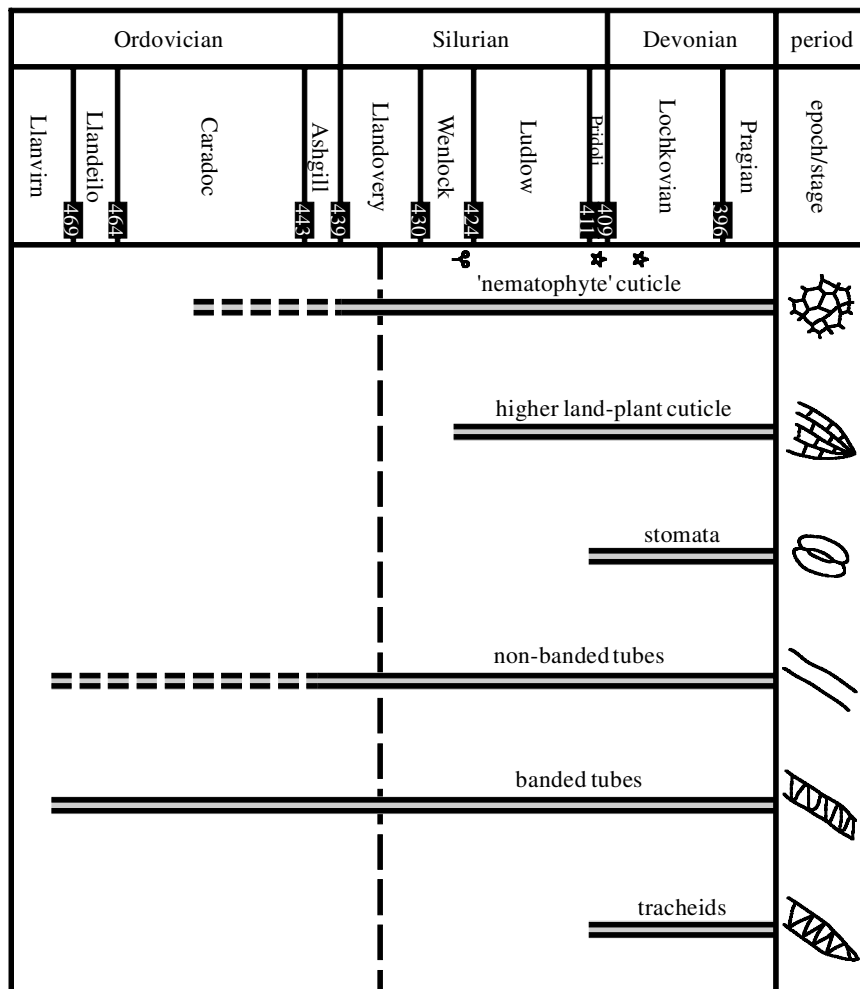 Ordovician
Silurian
Devonian
period
Llanvirn
Llandeilo
Caradoc
Ashgill
Llandovery
Wenlock
Ludlow
Pridoli
Lochkovian
Pragian
epoch/stage
469
464
443
439
430
424
411
409
396
'nematophyte' cuticle
higher land-plant cuticle
stomata
non-banded tubes
banded tubes
tracheids